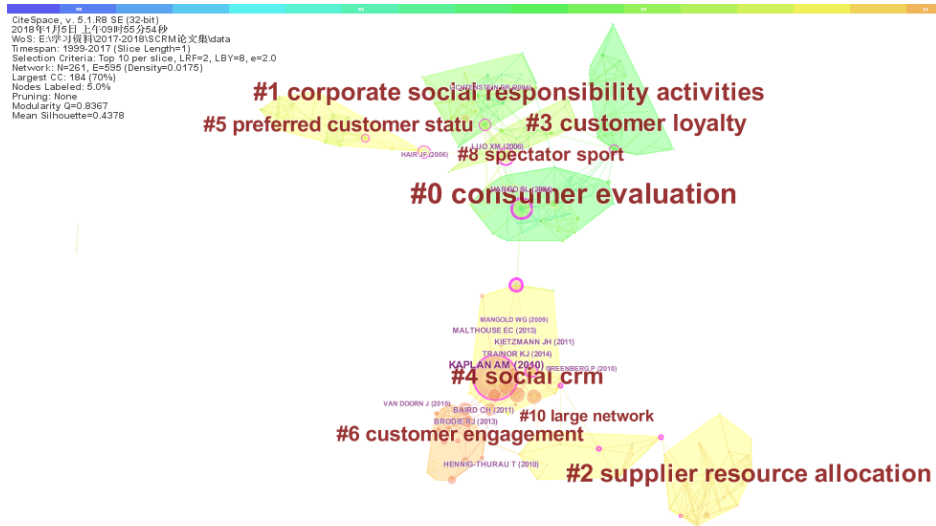 CiteSpace, v. 5.1.R8 SE (32-bit)
2018年1月5日 上午09时55分54秒
WoS: E:\学习资料\2017-2018\SCRM论文集\data
Timespan: 1999-2017 (Slice Length=1)
Selection Criteria: Top 10 per slice, LRF=2, LBY=8, e=2.0
Network: N=261, E=595 (Density=0.0175)
Largest CC: 184 (70%)
Nodes Labeled: 5.0%
Pruning: None
Modularity Q=0.8367
Mean Silhouette=0.4378
#1 corporate social responsibility activities
#5 preferred customer statu
#3 customer loyalty
LUO XM (2006)
HAIR JF (2006)
#8 spectator sport
VARGO SL (2004)
#0 consumer evaluation
MANGOLD WG (2009)
MALTHOUSE EC (2013)
KIETZMANN JH (2011)
TRAINOR KJ (2014)
KAPLAN AM (2010)
GREENBERG P (2010)
#4 social crm
VAN DOORN J (2010)
BAIRD CH (2011)
#10 large network
BRODIE RJ (2013)
#6 customer engagement
HENNIG-THURAU T (2010)
#2 supplier resource allocation